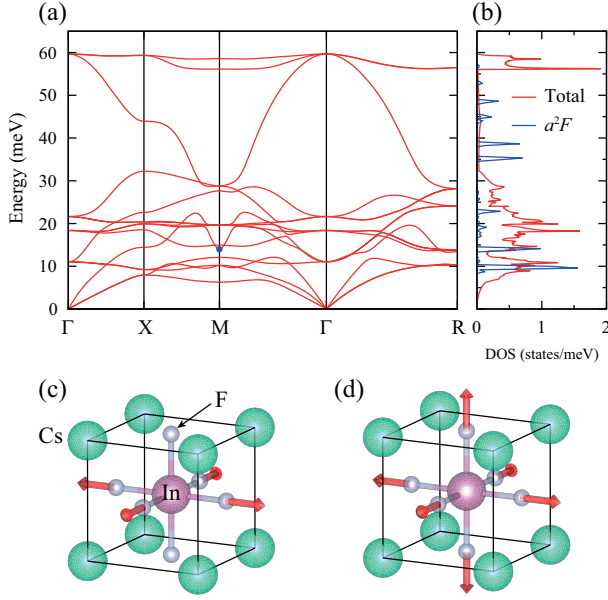 (a)
(b)
60
50
40
30
20
10
0
Energy (meV)
Γ
X
M
Γ
R
Total
a²F
0
1
2
DOS (states/meV)
(c)
(d)
F
Cs
In